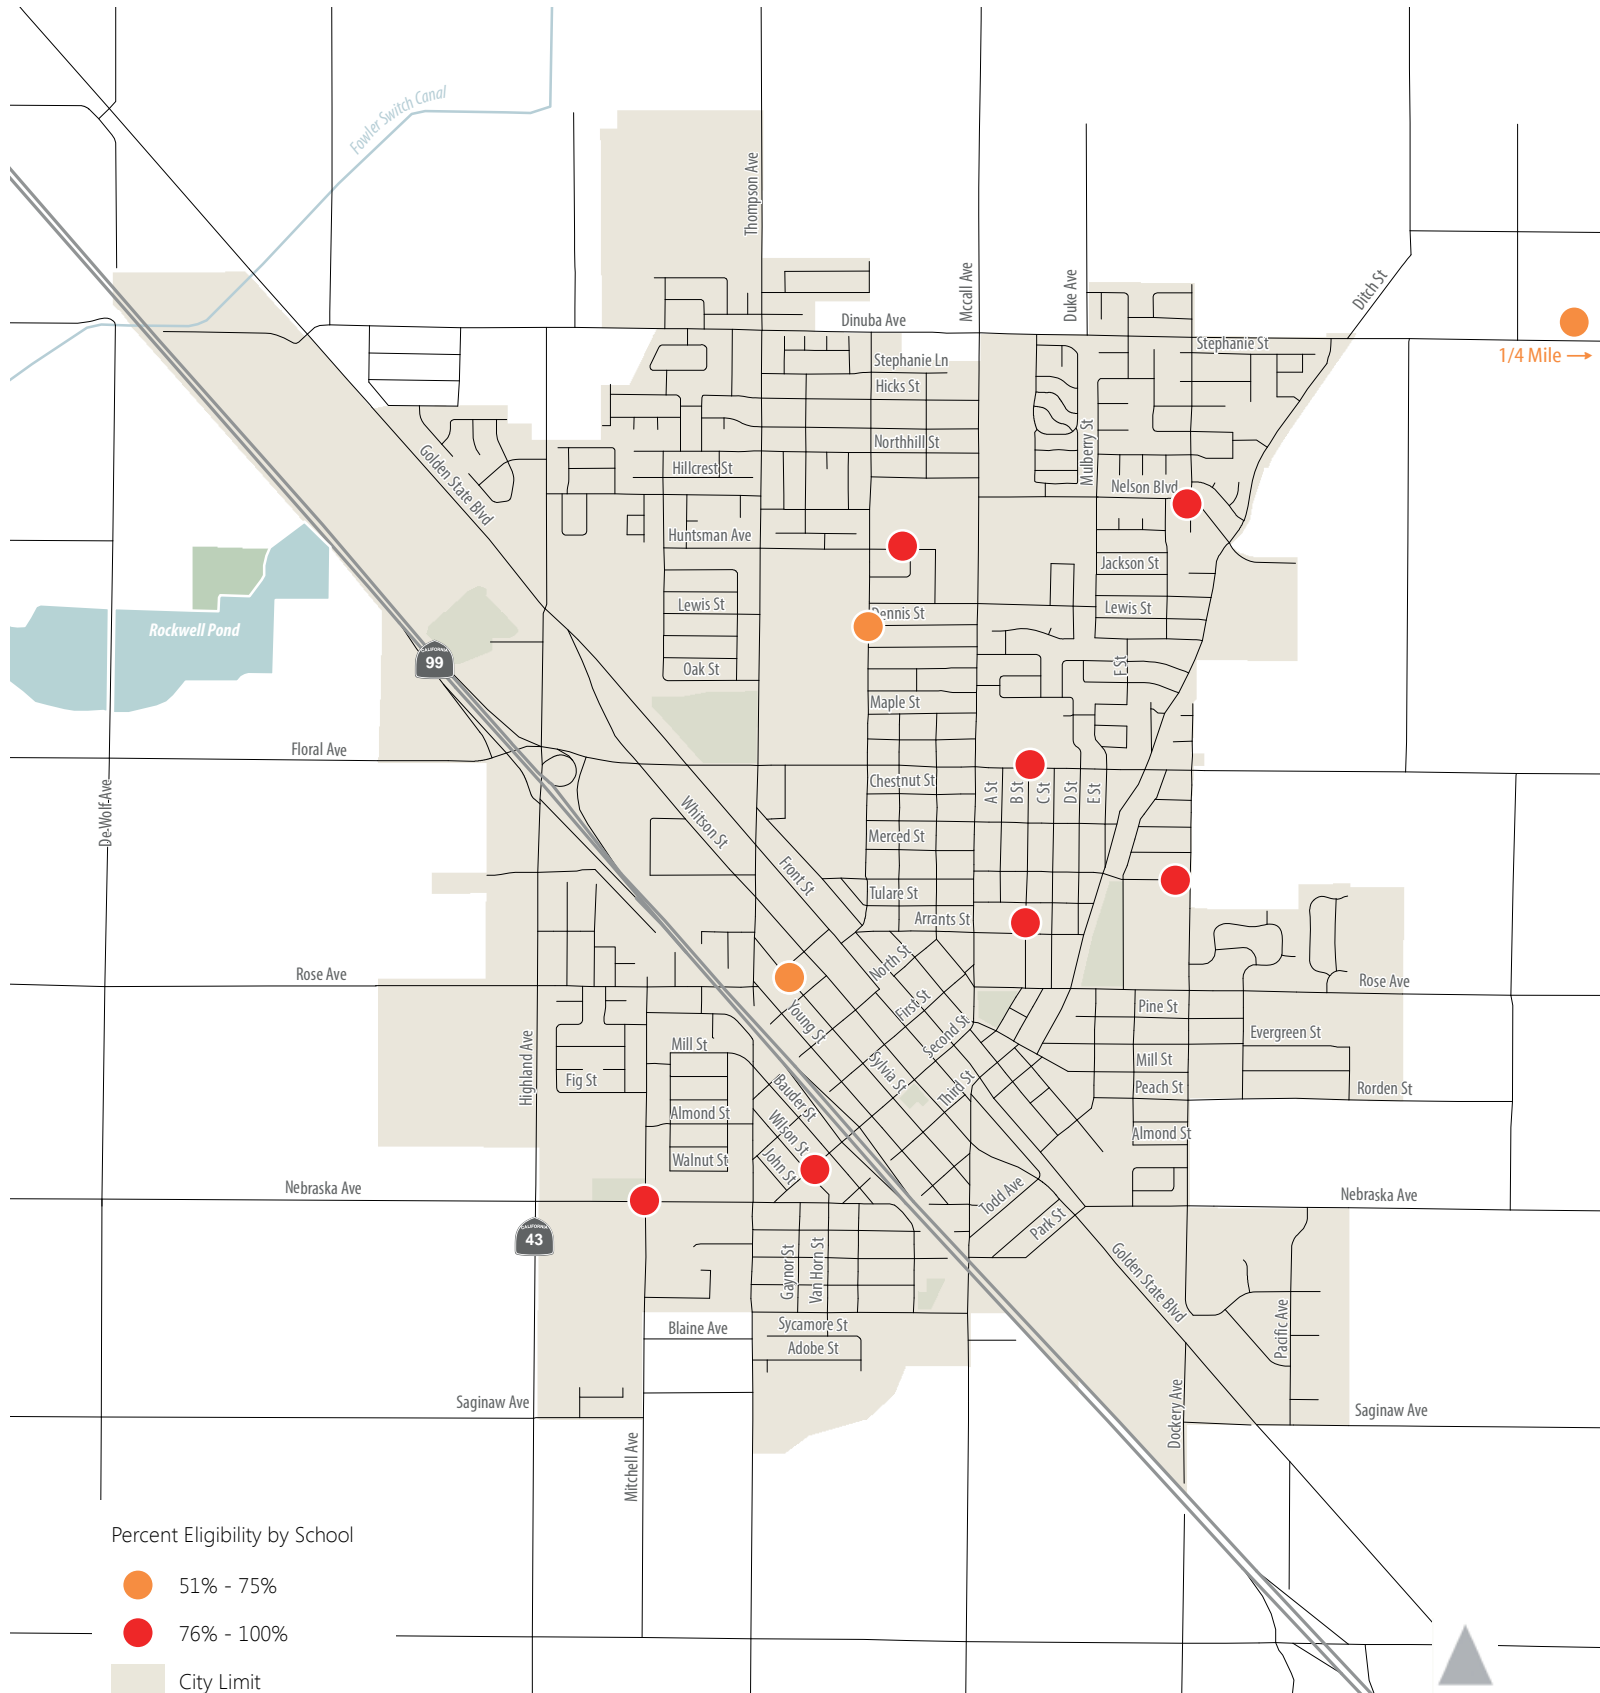 Fowler Switch Canal
Thompson Ave
Mccall Ave
Duke Ave
Ditch St
Dinuba Ave
Stephanie St
1/4 Mile →
Stephanie Ln
Hicks St
Mulberry St
Northhill St
Golden State Blvd
Hillcrest St
Nelson Blvd
Huntsman Ave
Jackson St
Lewis St
Dennis St
Lewis St
Rockwell Pond
CALIFORNIA
99
Oak St
F St
Maple St
Floral Ave
De-Wolf-Ave
Chestnut St
A St
B St
C St
D St
E St
Whitson St
Merced St
Front St
Tulare St
Arrants St
North St
Rose Ave
Rose Ave
First St
Pine St
Young St
Second St
Evergreen St
Highland Ave
Mill St
Mill St
Sylvia St
Fig St
Third St
Peach St
Rorden St
Bauder St
Almond St
Wilson St
Almond St
Walnut St
John St
Nebraska Ave
Todd Ave
Nebraska Ave
Park St
CALIFORNIA
43
Gaynor St
Van Horn St
Golden State Blvd
Blaine Ave
Sycamore St
Pacific Ave
Adobe St
Saginaw Ave
Dockery Ave
Saginaw Ave
Mitchell Ave
Percent Eligibility by School
51% - 75%
76% - 100%
City Limit